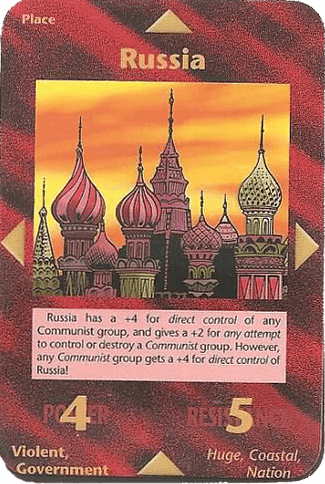 Place
Russia
Russia has a +4 for direct control of any
Communist group, and gives a +2 for any attempt
to control or destroy a Communist group. However,
any Communist group gets a +4 for direct control of
Russia!
POWER 4 RESISTANCE 5
Violent,
Government
Huge, Coastal,
Nation